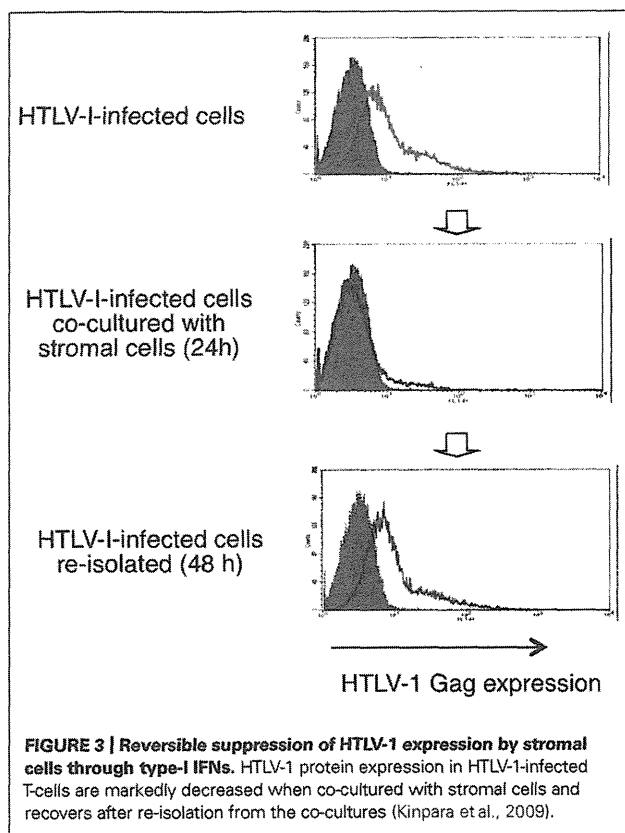 HTLV-I-infected cells
HTLV-I-infected cells
co-cultured with
stromal cells (24h)
HTLV-I-infected cells
re-isolated (48 h)
HTLV-1 Gag expression
FIGURE 3 | Reversible suppression of HTLV-1 expression by stromal
cells through type-I IFNs. HTLV-1 protein expression in HTLV-1-infected
T-cells are markedly decreased when co-cultured with stromal cells and
recovers after re-isolation from the co-cultures (Kinpara et al., 2009).